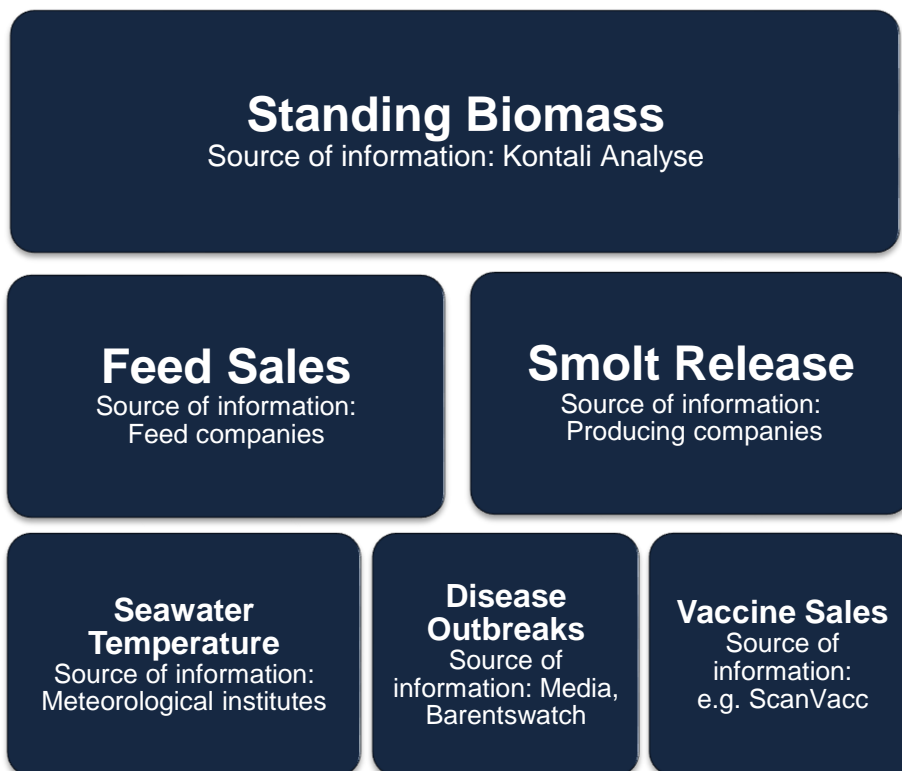 Standing Biomass
Source of information: Kontali Analyse
Feed Sales
Source of information:
Feed companies
Smolt Release
Source of information:
Producing companies
Seawater
Temperature
Source of information:
Meteorological institutes
Disease
Outbreaks
Source of
information: Media,
Barentswatch
Vaccine Sales
Source of
information:
e.g. ScanVacc